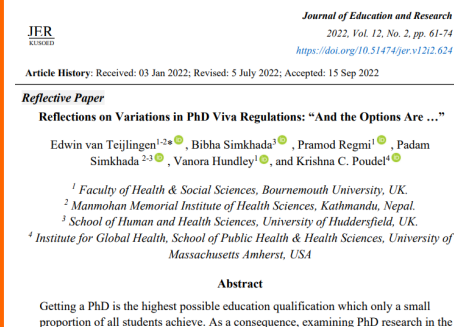 Journal of Education and Research
JER
KUSOED
2022, Vol. 12, No. 2, pp. 61-74
https://doi.org/10.51474/jer.v12i2.624
Article History: Received: 03 Jan 2022; Revised: 5 July 2022; Accepted: 15 Sep 2022
Reflective Paper
Reflections on Variations in PhD Viva Regulations: “And the Options Are …”
Edwin van Teijlingen1-2*, Bibha Simkhada3 , Pramod Regmi1 , Padam
Simkhada 2-3 , Vanora Hundley1 , and Krishna C. Poudel4
1 Faculty of Health & Social Sciences, Bournemouth University, UK.
2 Manmohan Memorial Institute of Health Sciences, Kathmandu, Nepal.
3 School of Human and Health Sciences, University of Huddersfield, UK.
4 Institute for Global Health, School of Public Health & Health Sciences, University of
Massachusetts Amherst, USA
Abstract
Getting a PhD is the highest possible education qualification which only a small
proportion of all students achieve. As a consequence, examining PhD research in the